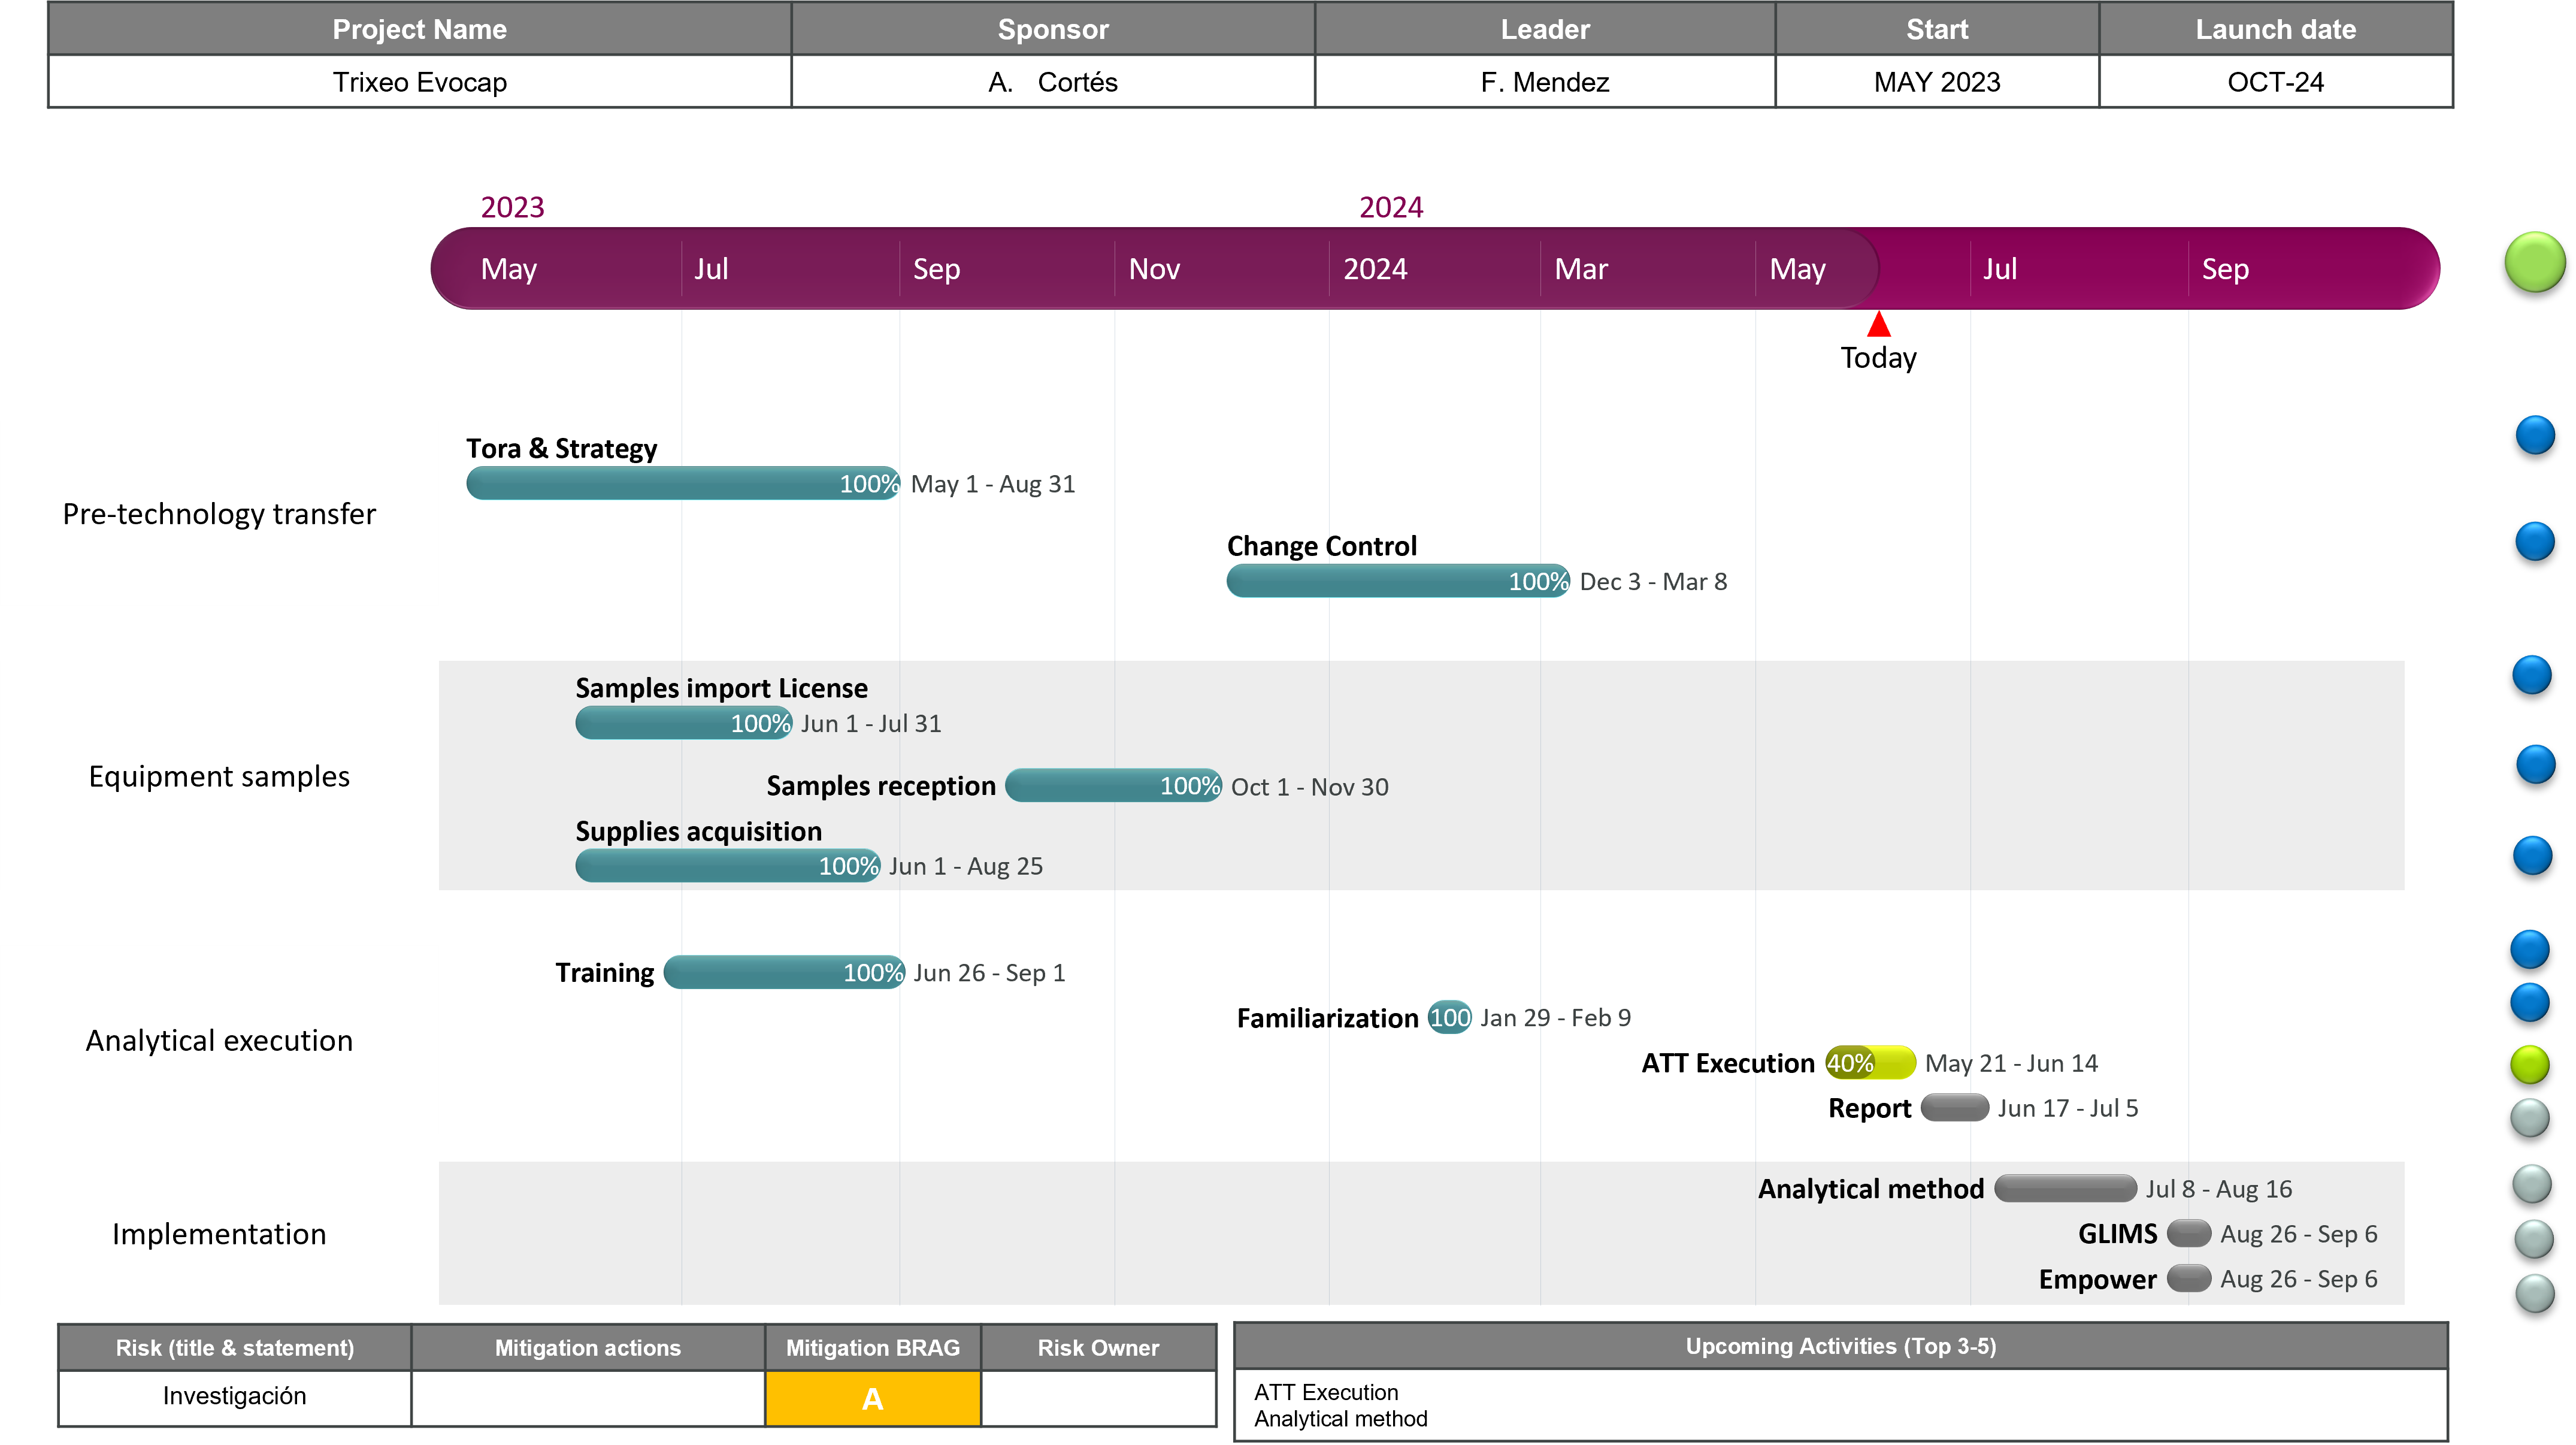 Project Name Sponsor Leader Start Launch date
Trixeo Evocap A. Cortés F. Mendez MAY 2023 OCT-24
2023 2024
May Jul Sep Nov 2024 Mar May Jul Sep
Today
Pre-technology transfer
Tora & Strategy
100% May 1 - Aug 31
Change Control
100% Dec 3 - Mar 8
Equipment samples
Samples import License
100% Jun 1 - Jul 31
Samples reception 100% Oct 1 - Nov 30
Supplies acquisition
100% Jun 1 - Aug 25
Analytical execution
Training 100% Jun 26 - Sep 1
Familiarization 100 Jan 29 - Feb 9
ATT Execution 40% May 21 - Jun 14
Report Jun 17 - Jul 5
Implementation
Analytical method Jul 8 - Aug 16
GLIMS Aug 26 - Sep 6
Empower Aug 26 - Sep 6
Risk (title & statement) Mitigation actions Mitigation BRAG Risk Owner
Investigación A
Upcoming Activities (Top 3-5)
ATT Execution
Analytical method